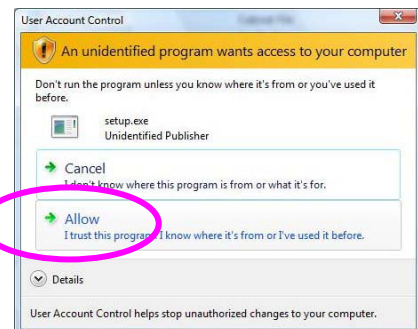 User Account Control
An unidentified program wants access to your computer
Don't run the program unless you know where it's from or you've used it
before.
setup.exe
Unidentified Publisher
Cancel
I don't know where this program is from or what it's for.
Allow
I trust this program. I know where it's from or I've used it before.
Details
User Account Control helps stop unauthorized changes to your computer.